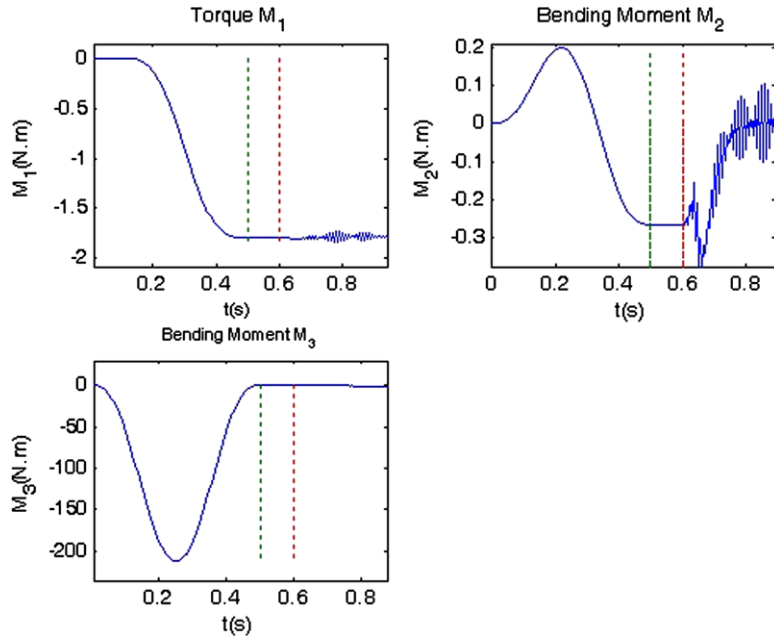 Torque M1
0
-0.5
-1
-1.5
-2
M1(N.m)
0.2 0.4 0.6 0.8
t(s)
Bending Moment M2
0.2
0.1
0
-0.1
-0.2
-0.3
M2(N.m)
0 0.2 0.4 0.6 0.8
t(s)
Bending Moment M3
0
-50
-100
-150
-200
M3(N.m)
0.2 0.4 0.6 0.8
t(s)